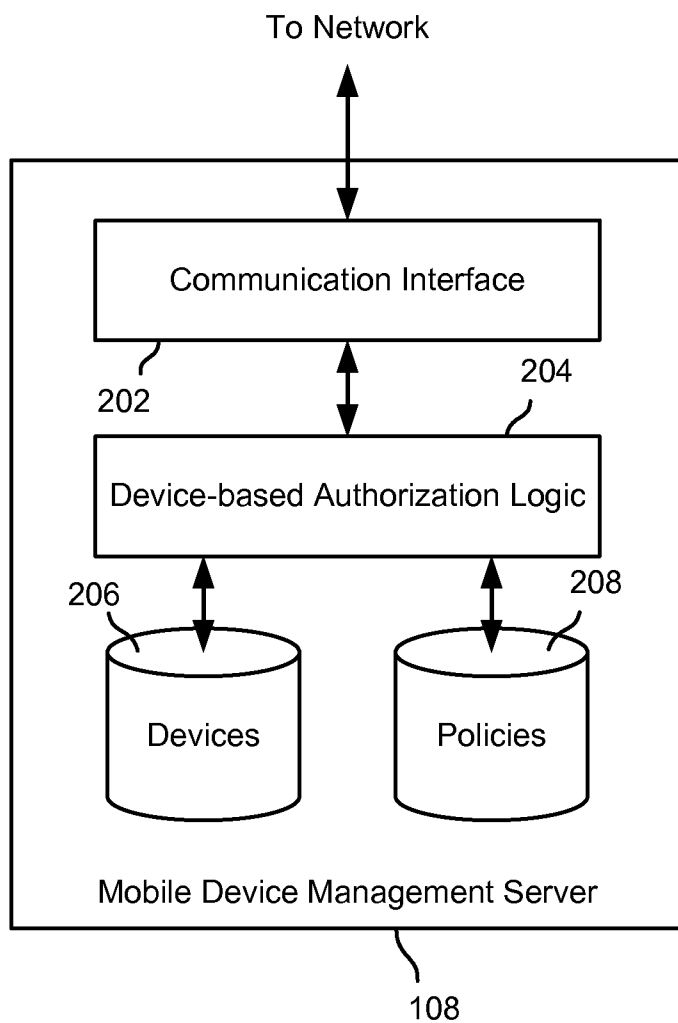 To Network
Communication Interface
202
204
Device-based Authorization Logic
206
208
Devices
Policies
Mobile Device Management Server
108